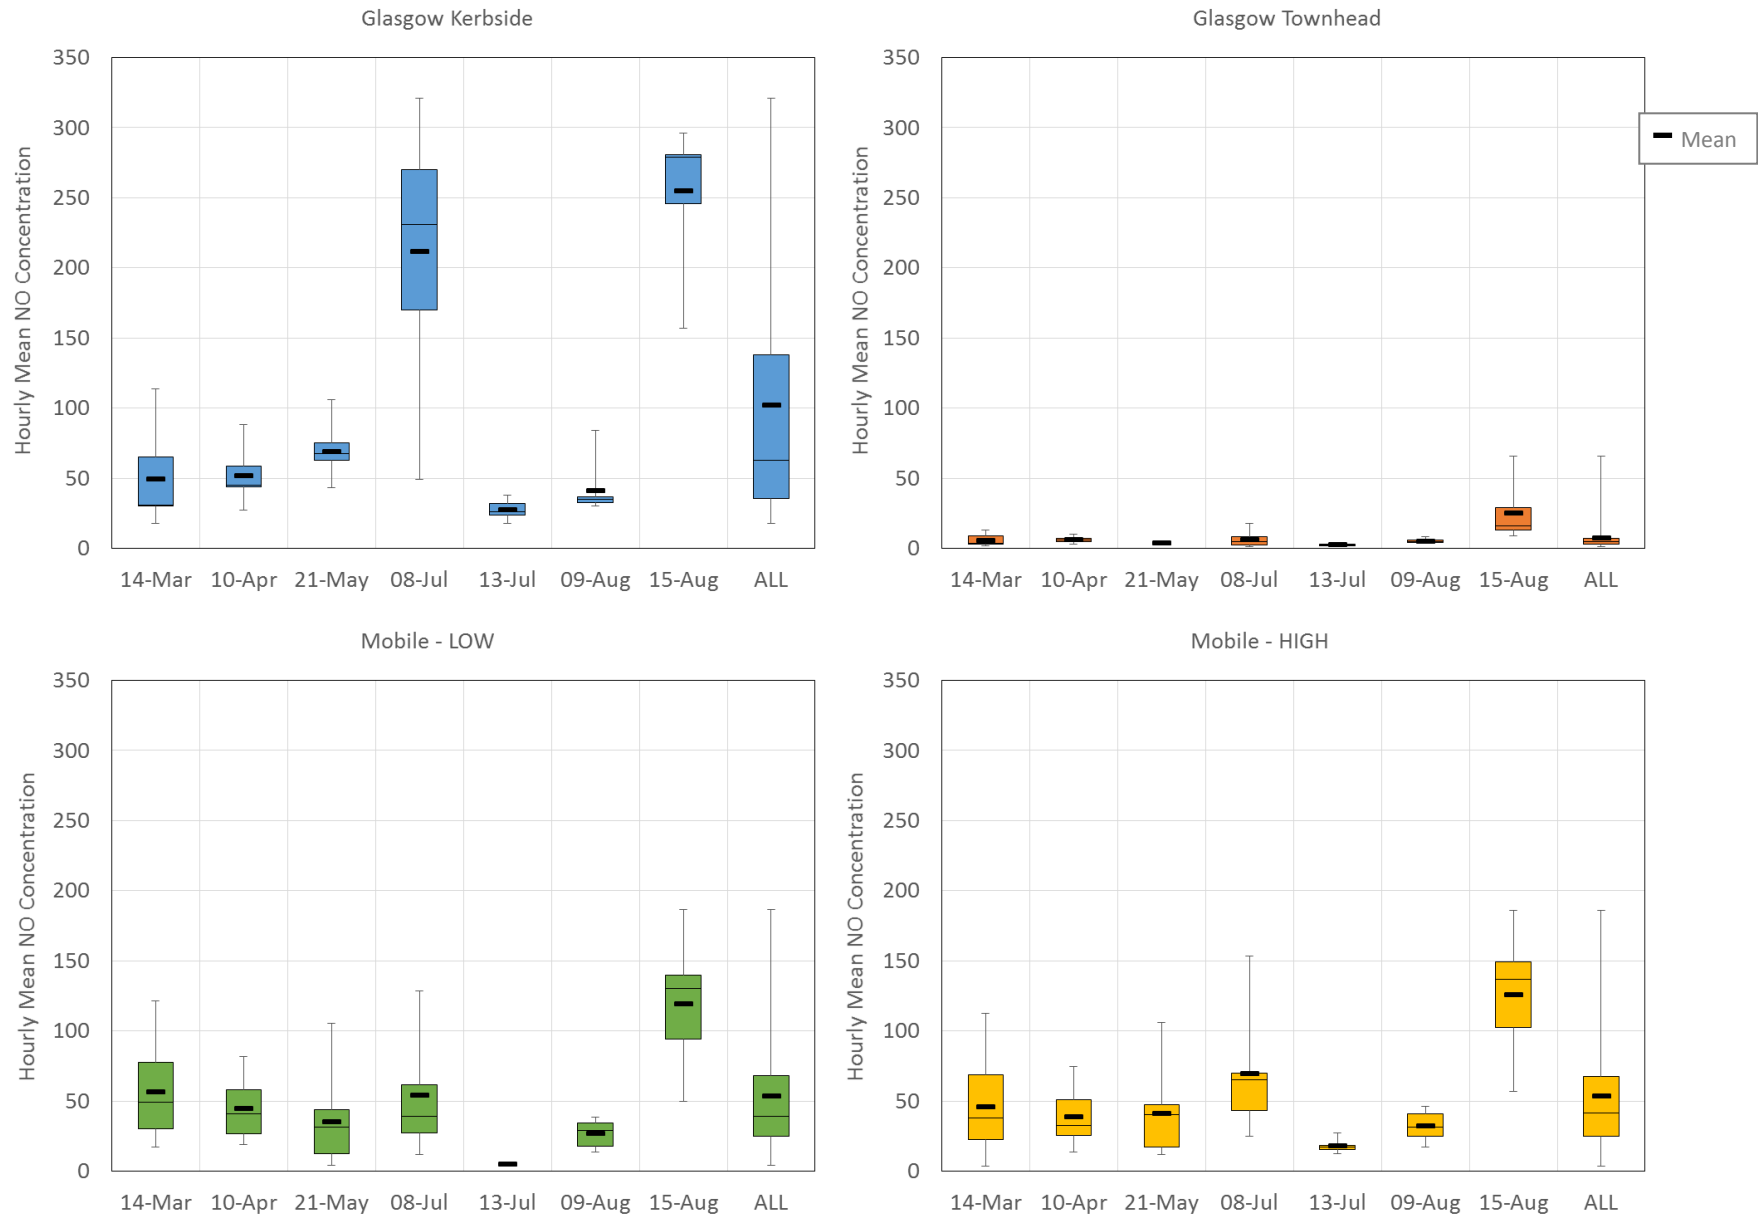 Glasgow Kerbside
Hourly Mean NO Concentration
350
300
250
200
150
100
50
0
14-Mar 10-Apr 21-May 08-Jul 13-Jul 09-Aug 15-Aug ALL
Glasgow Townhead
Hourly Mean NO Concentration
350
300
250
200
150
100
50
0
14-Mar 10-Apr 21-May 08-Jul 13-Jul 09-Aug 15-Aug ALL
Mean
Mobile - LOW
Hourly Mean NO Concentration
350
300
250
200
150
100
50
0
14-Mar 10-Apr 21-May 08-Jul 13-Jul 09-Aug 15-Aug ALL
Mobile - HIGH
Hourly Mean NO Concentration
350
300
250
200
150
100
50
0
14-Mar 10-Apr 21-May 08-Jul 13-Jul 09-Aug 15-Aug ALL